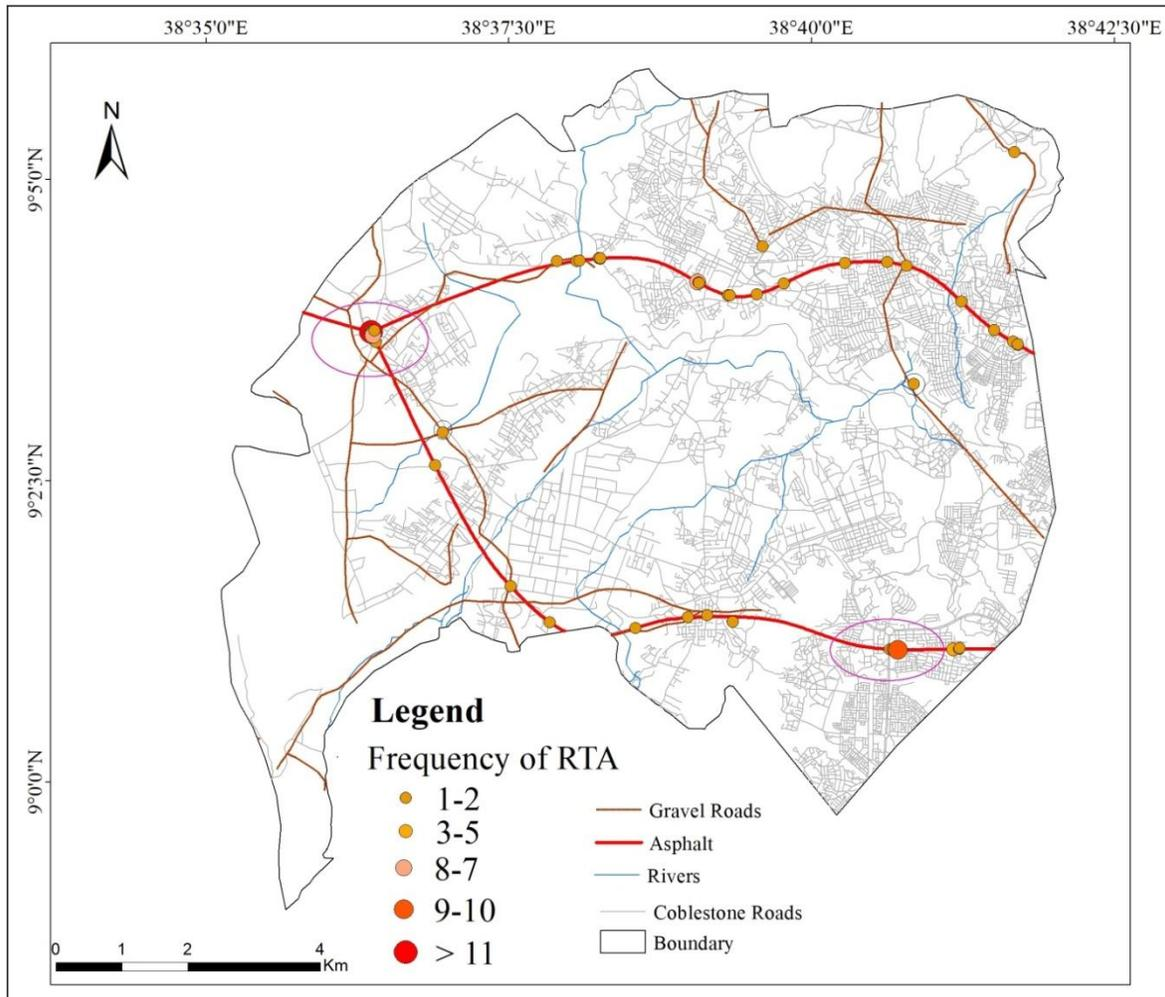 38°35'0"E 38°37'30"E 38°40'0"E 38°42'30"E
N
9°5'0"N
9°2'30"N
9°0'0"N
Legend
Frequency of RTA
1-2
3-5
8-7
9-10
> 11
Gravel Roads
Asphalt
Rivers
Coblestone Roads
Boundary
0 1 2 4
Km